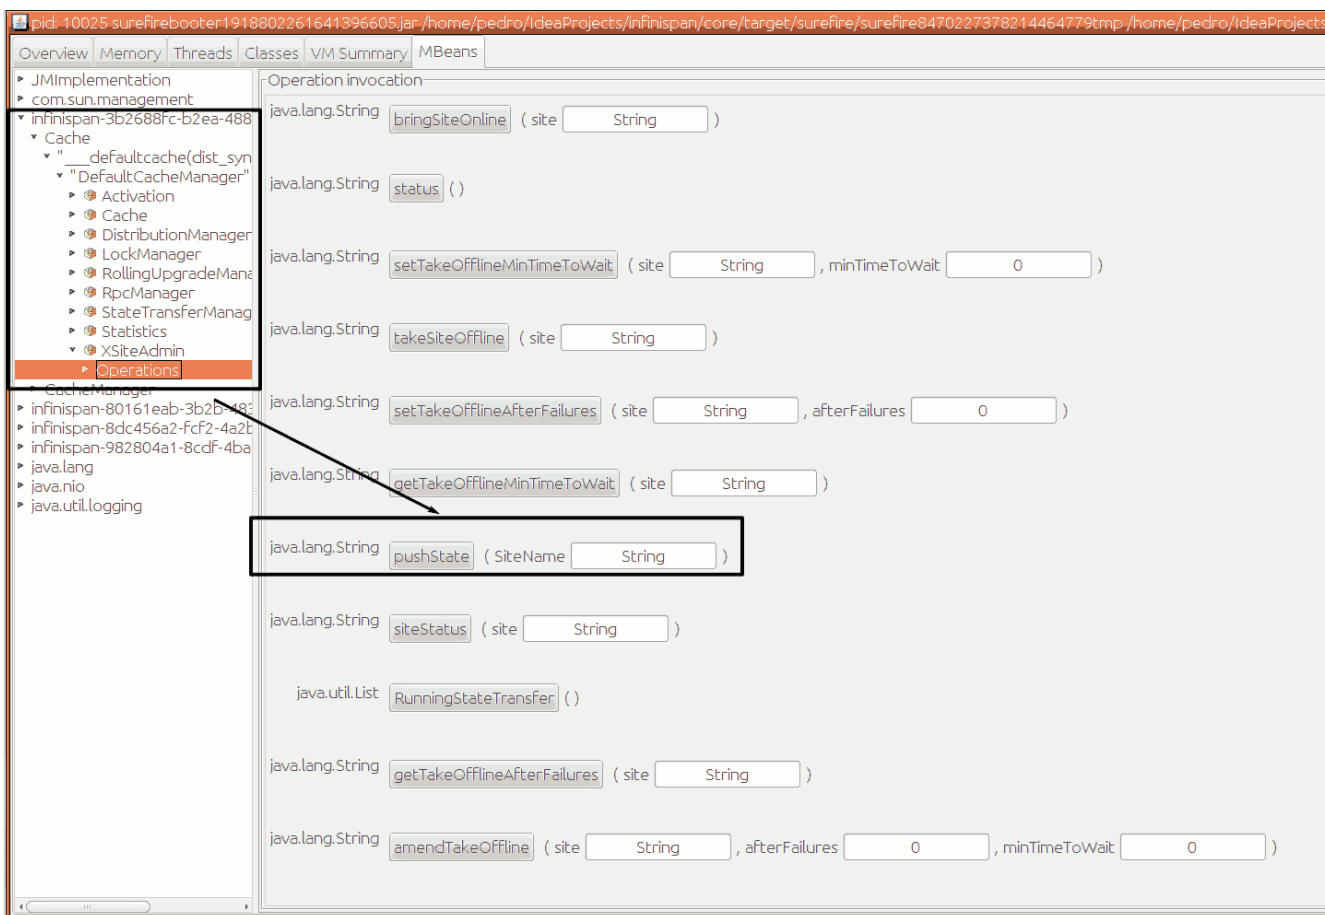 pid: 10025 surefirebooter1918802261641396605.jar /home/pedro/IdeaProjects/infinispan/core/target/surefire/surefire8470227378214464779tmp /home/pedro/IdeaProjects
Overview Memory Threads Classes VM Summary MBeans
JMImplementation
com.sun.management
infinispan-3b2688fc-b2ea-488
Cache
"___defaultcache(dist_syn
"DefaultCacheManager"
Activation
Cache
DistributionManager
LockManager
RollingUpgradeMana
RpcManager
StateTransferManag
Statistics
XSiteAdmin
Operations
CacheManager
infinispan-80161eab-3b2b-483
infinispan-8dc456a2-fcf2-4a2b
infinispan-982804a1-8cdf-4ba
java.lang
java.nio
java.util.logging
Operation invocation
java.lang.String bringSiteOnline ( site String )
java.lang.String status ( )
java.lang.String setTakeOfflineMinTimeToWait ( site String , minTimeToWait 0 )
java.lang.String takeSiteOffline ( site String )
java.lang.String setTakeOfflineAfterFailures ( site String , afterFailures 0 )
java.lang.String getTakeOfflineMinTimeToWait ( site String )
java.lang.String pushState ( SiteName String )
java.lang.String siteStatus ( site String )
java.util.List RunningStateTransfer ( )
java.lang.String getTakeOfflineAfterFailures ( site String )
java.lang.String amendTakeOffline ( site String , afterFailures 0 , minTimeToWait 0 )